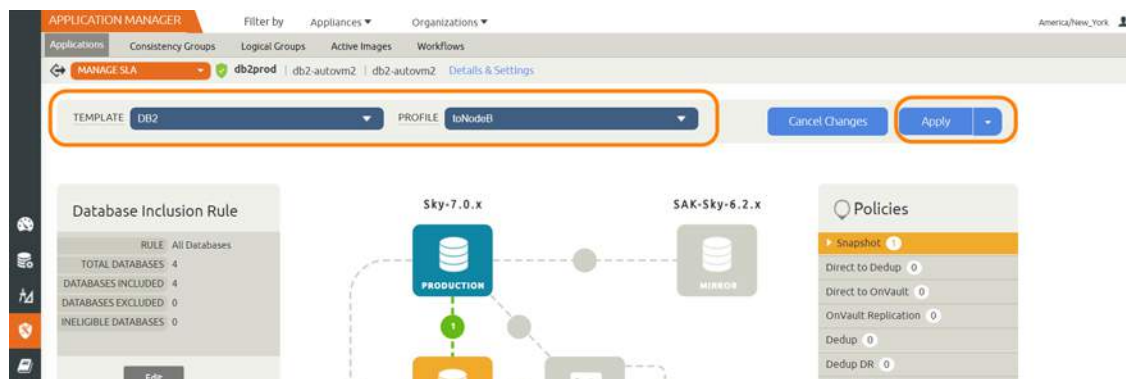 APPLICATION MANAGER Filter by Appliances Organizations America/New_York
Applications Consistency Groups Logical Groups Active Images Workflows
MANAGE SLA db2prod | db2-autovm2 | db2-autovm2 Details & Settings
TEMPLATE DB2 PROFILE toNodeB Cancel Changes Apply
Sky-7.0.x SAK-Sky-6.2.x
Database Inclusion Rule Policies
RULE All Databases
TOTAL DATABASES 4
DATABASES INCLUDED 4
DATABASES EXCLUDED 0
INELIGIBLE DATABASES 0
Edit
PRODUCTION MIRROR
1
Snapshot 1
Direct to Dedup 0
Direct to OnVault 0
OnVault Replication 0
Dedup 0
Dedup DR 0